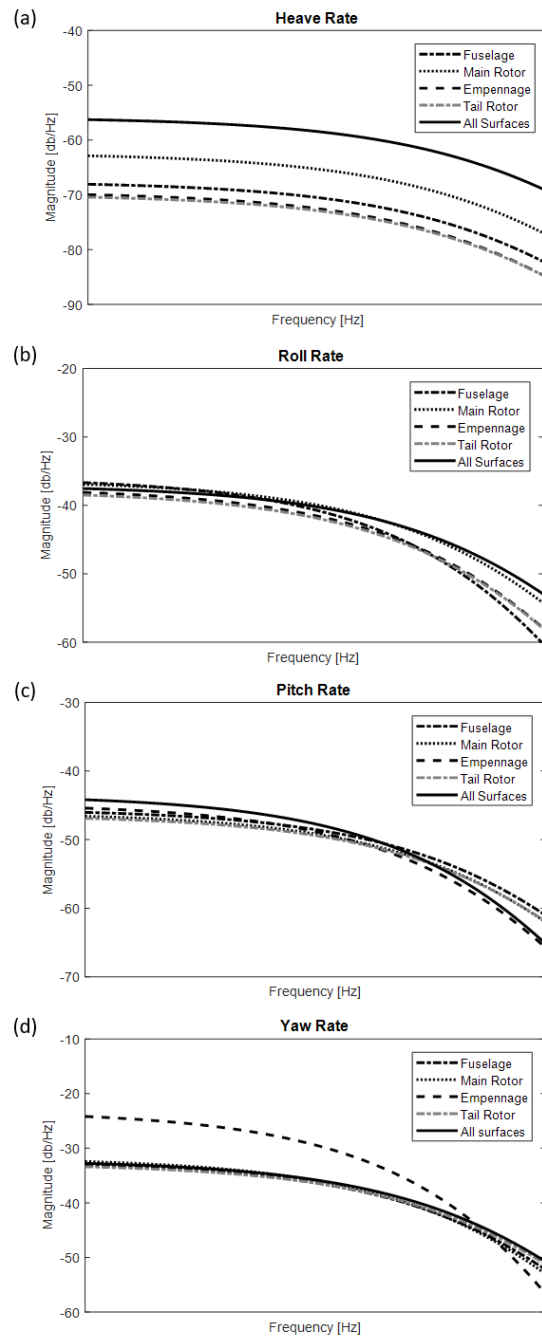 (a)
Heave Rate
-40
-50
-60
-70
-80
-90
Magnitude [db/Hz]
Fuselage
Main Rotor
Empennage
Tail Rotor
All Surfaces
Frequency [Hz]
(b)
Roll Rate
-20
-30
-40
-50
-60
Magnitude [db/Hz]
Fuselage
Main Rotor
Empennage
Tail Rotor
All Surfaces
Frequency [Hz]
(c)
Pitch Rate
-30
-40
-50
-60
-70
Magnitude [db/Hz]
Fuselage
Main Rotor
Empennage
Tail Rotor
All Surfaces
Frequency [Hz]
(d)
Yaw Rate
-10
-20
-30
-40
-50
-60
Magnitude [db/Hz]
Fuselage
Main Rotor
Empennage
Tail Rotor
All surfaces
Frequency [Hz]